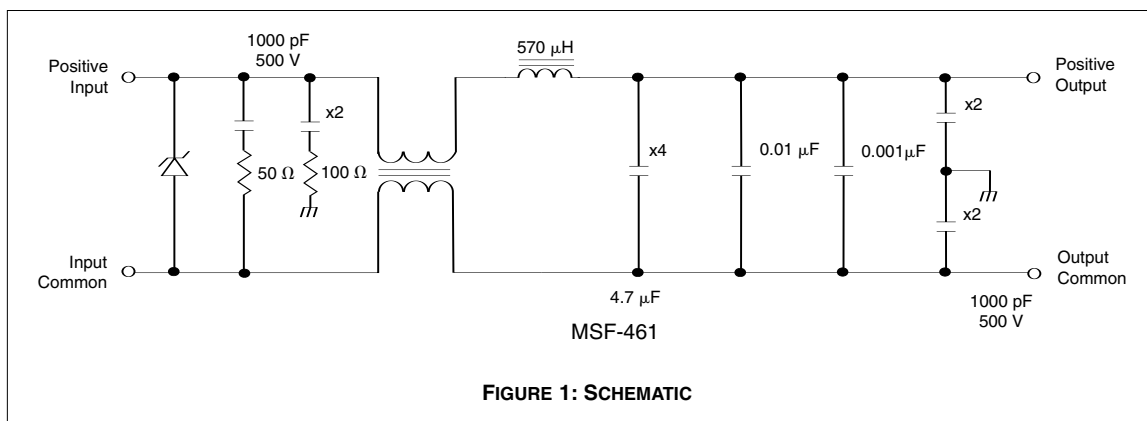 1000 pF
500 V
570 µH
Positive
Input
Positive
Output
x2
x2
x4
0.01 µF
0.001µF
50 Ω
100 Ω
x2
Input
Common
Output
Common
4.7 µF
1000 pF
500 V
MSF-461
FIGURE 1: SCHEMATIC